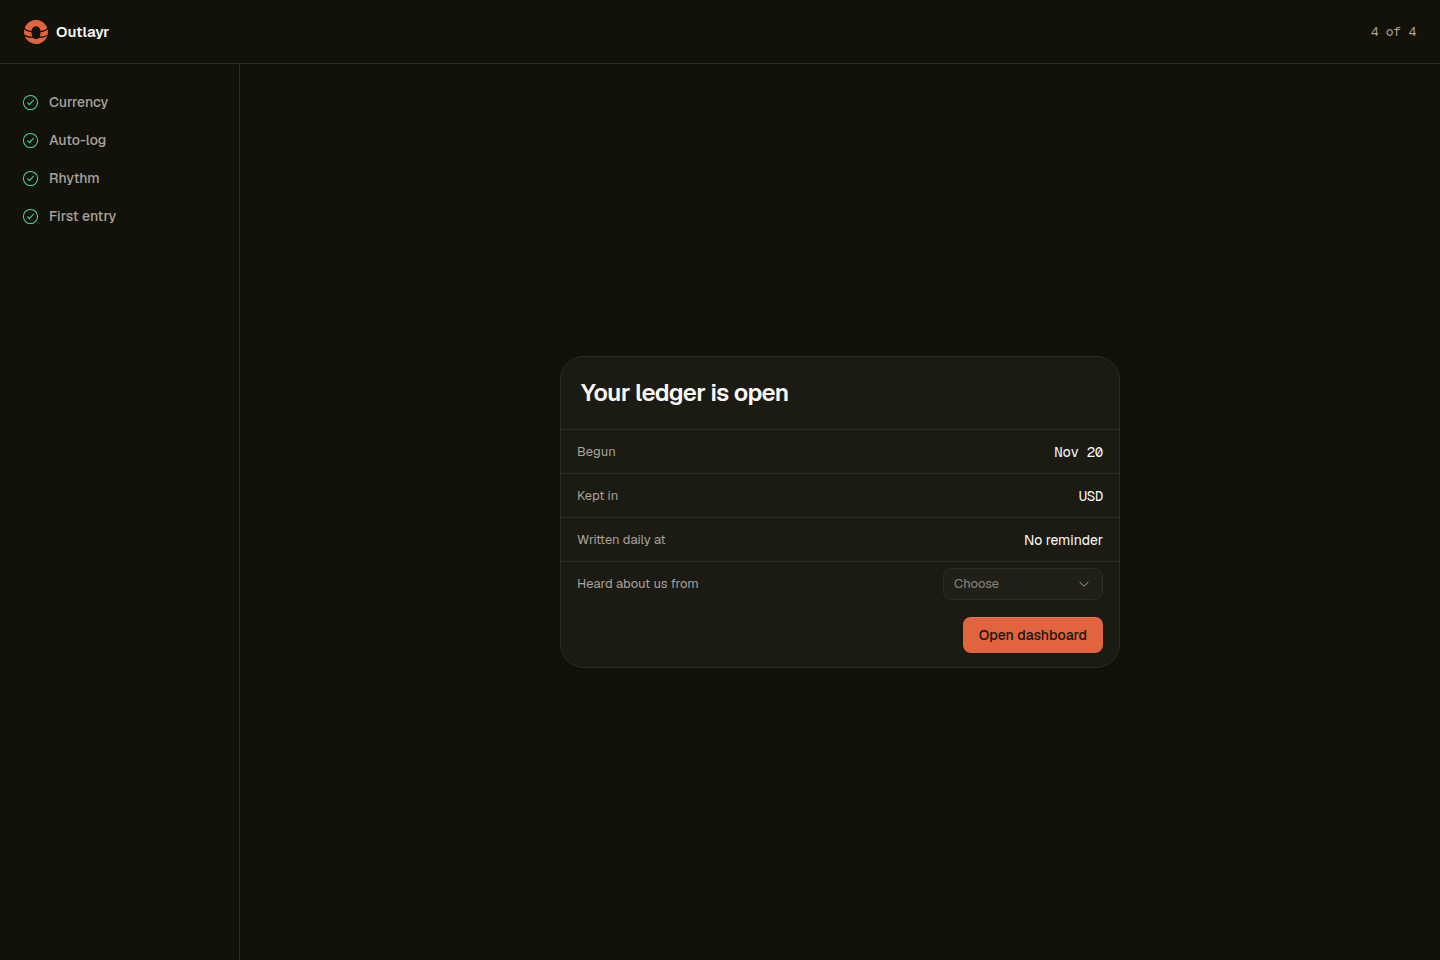 Outlayr
4 of 4
Currency
Auto-log
Rhythm
First entry
Your ledger is open
Begun Nov 20
Kept in USD
Written daily at No reminder
Heard about us from Choose
Open dashboard